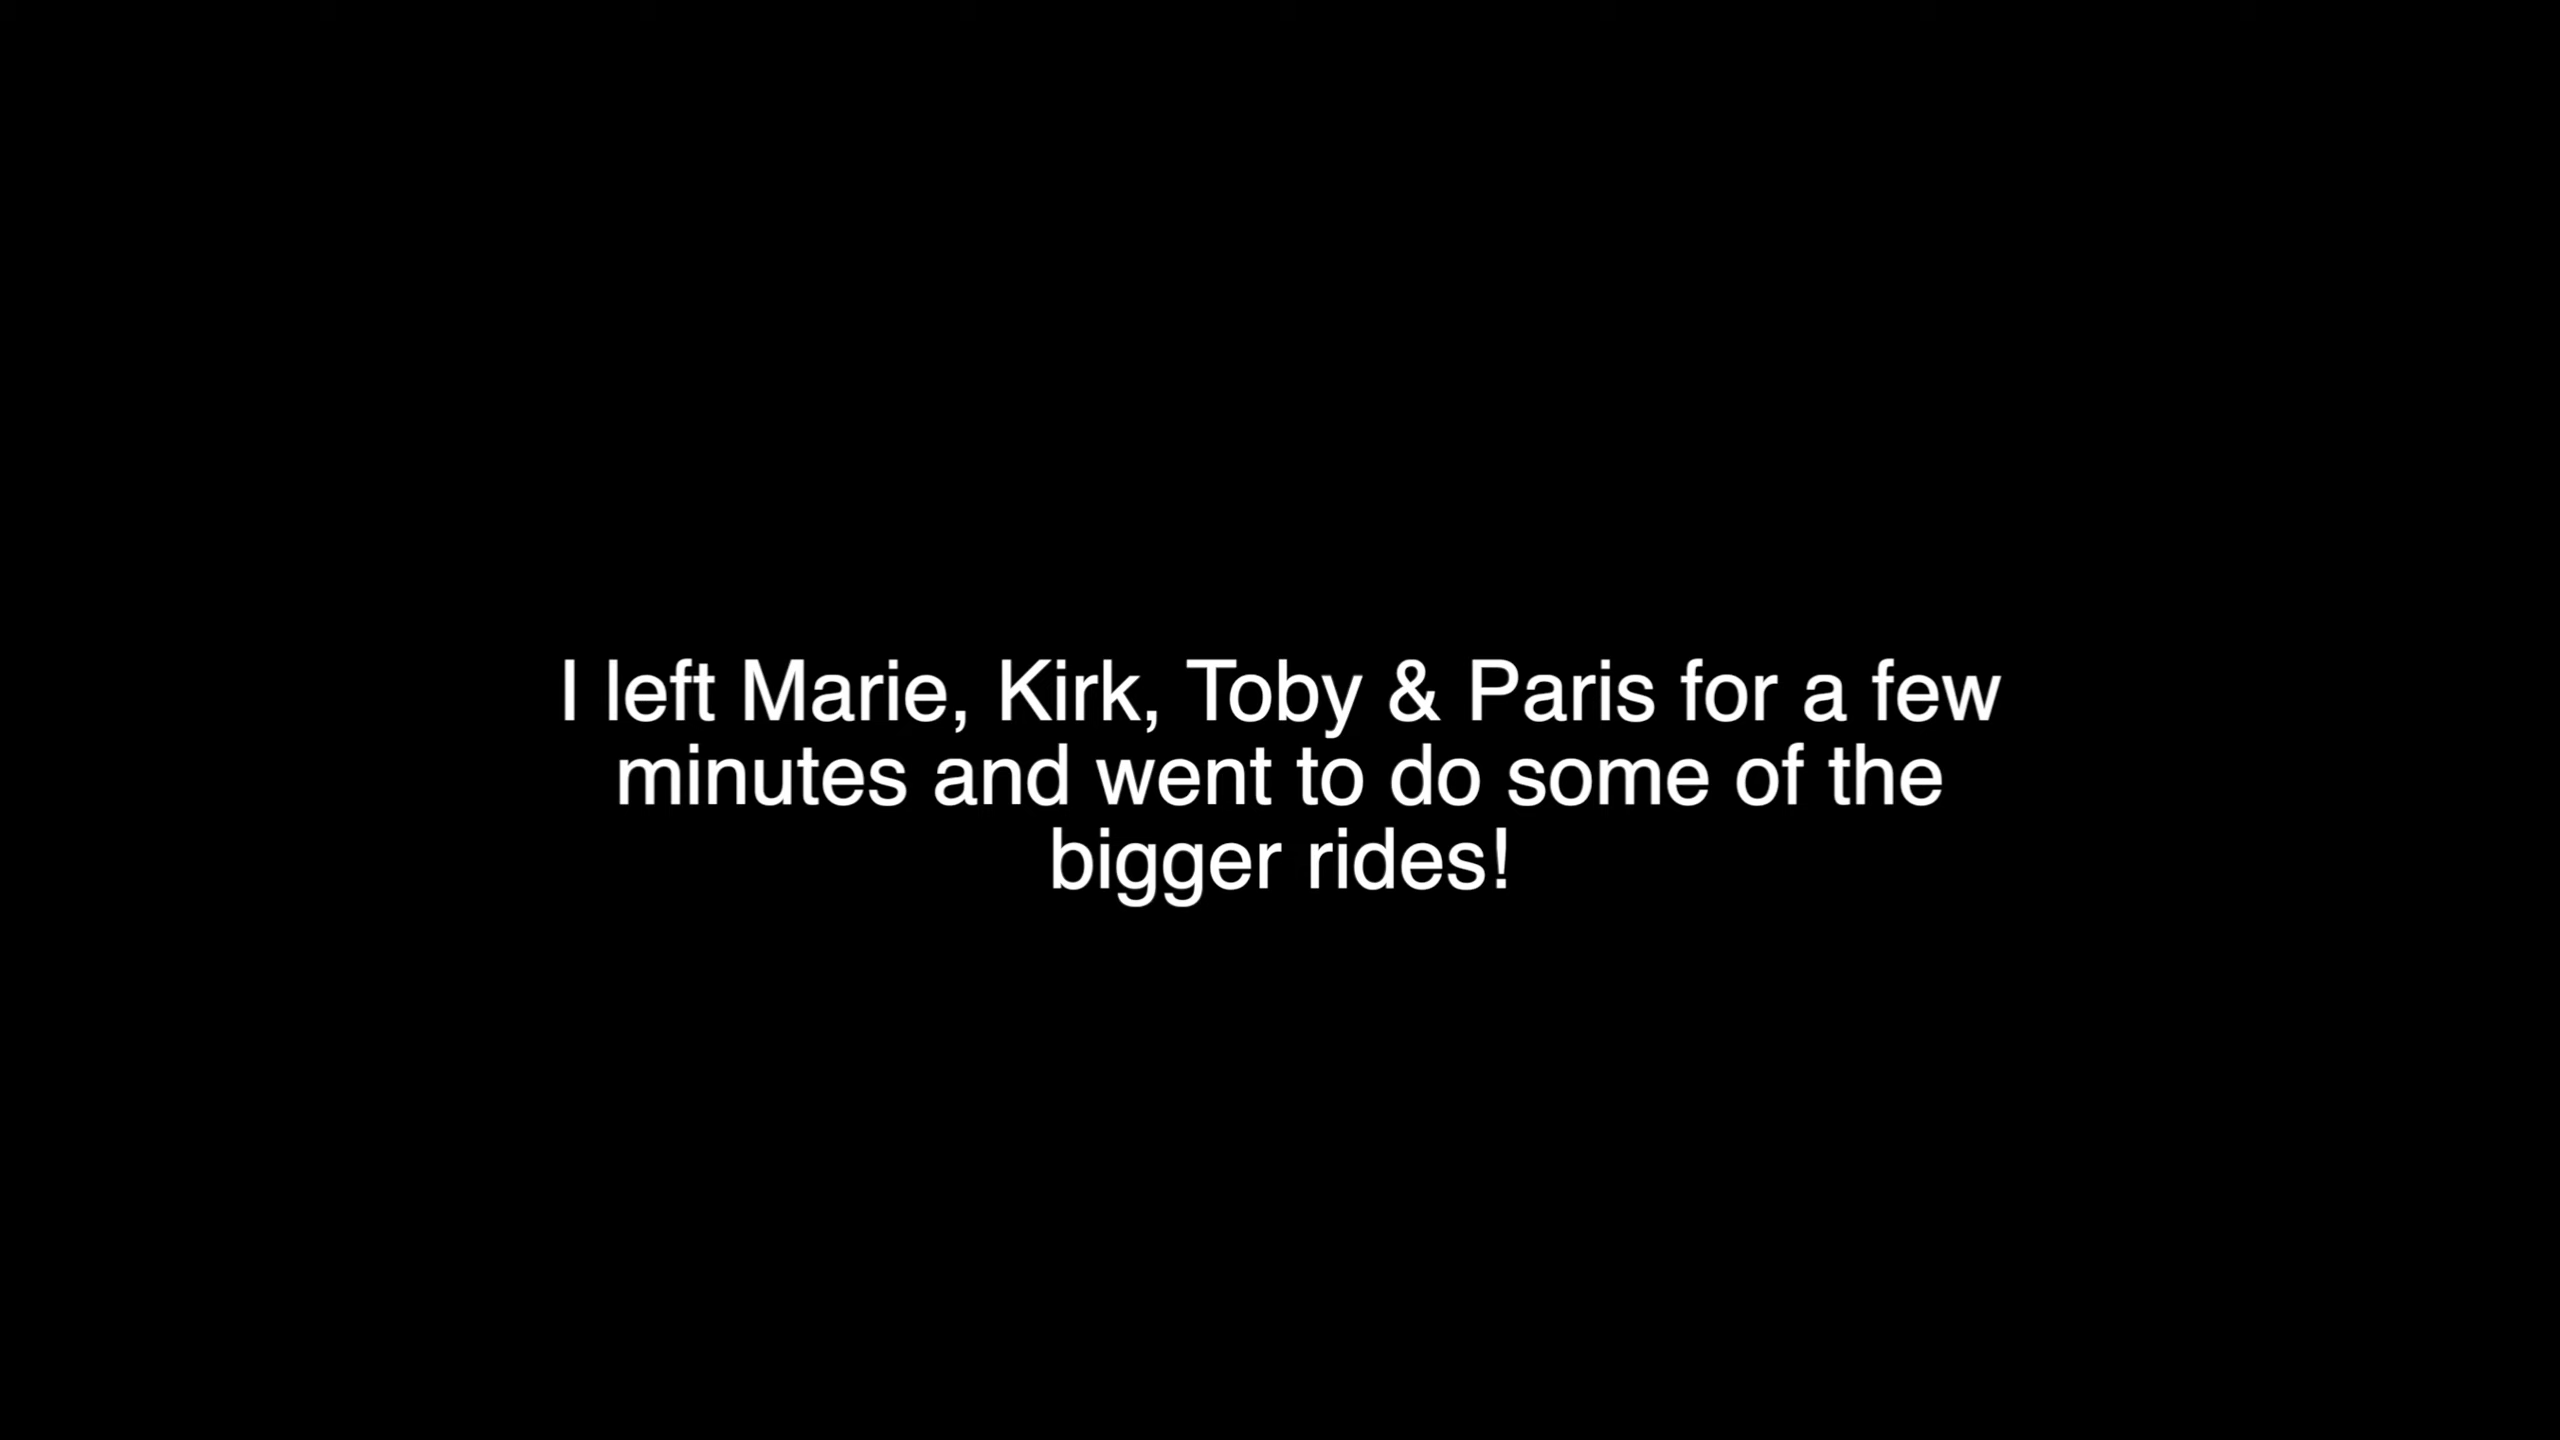 I left Marie, Kirk, Toby & Paris for a few
minutes and went to do some of the
bigger rides!